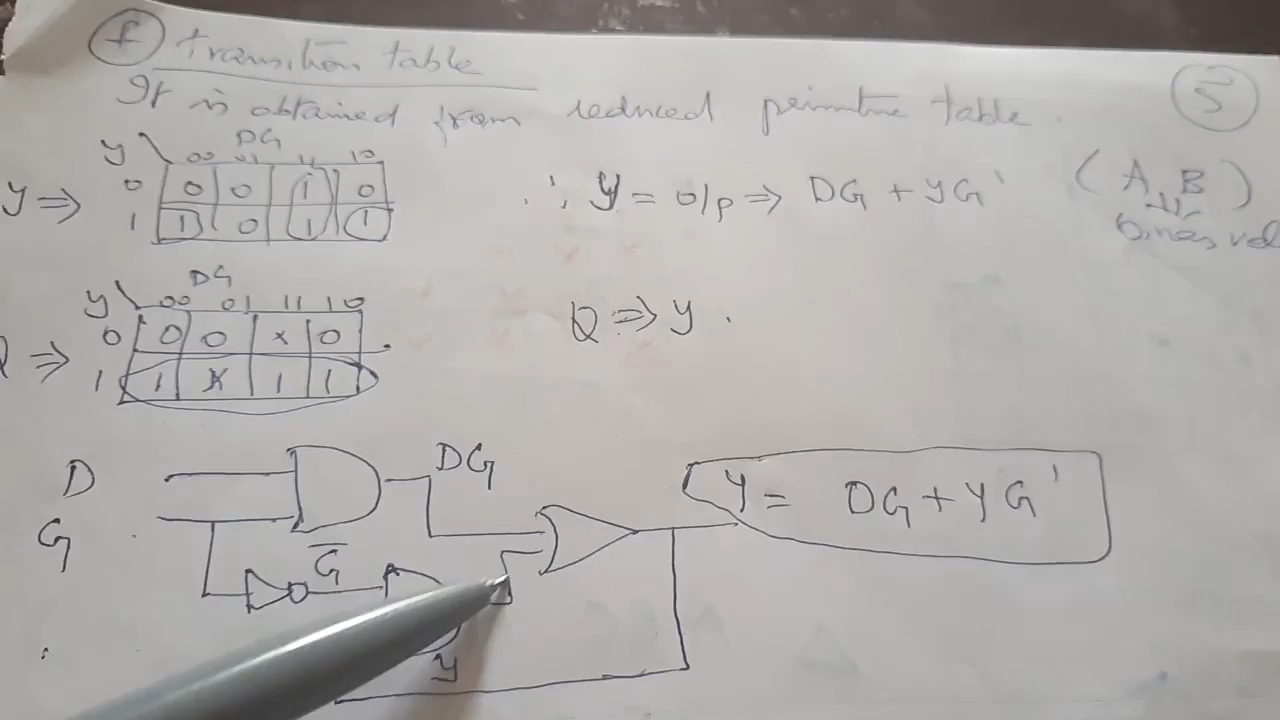 f transition table
5
It is obtained from reduced primitive table.
DG
y 00 01 11 10
y ⇒ 0 0 0 1 0
1 1 0 1 1
∴ Y = o/p ⇒ DG + YG'
(A, B)
DG
y 00 01 11 10
0 0 0 x 0
Q ⇒ y.
⇒ 1 1 x 1 1
D
DG
G
G̅
Y = DG + YG'
y